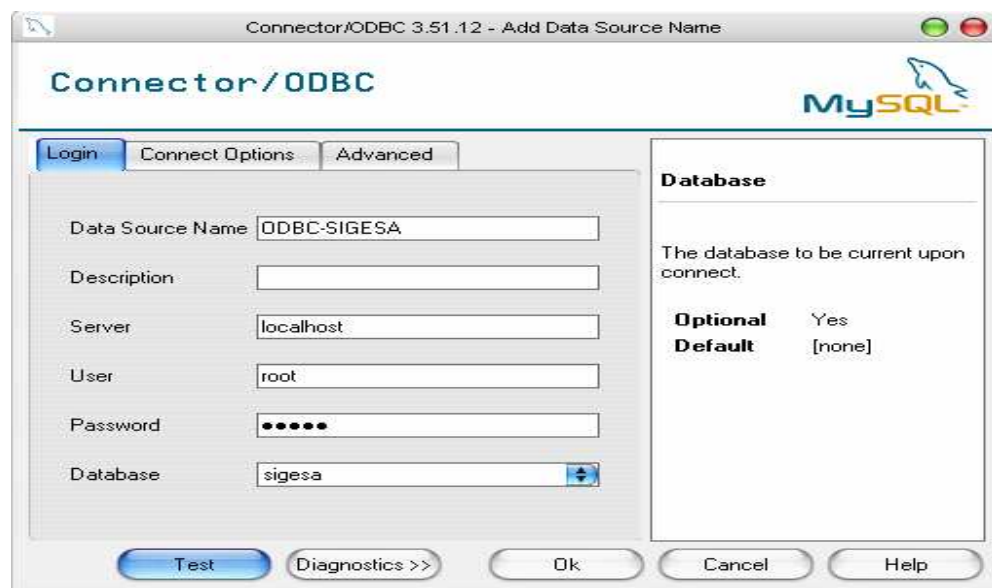 Connector/ODBC 3.51.12 - Add Data Source Name
Connector/ODBC
MySQL
Login
Connect Options
Advanced
Data Source Name ODBC-SIGESA
Description
Server localhost
User root
Password •••••
Database sigesa
Database
The database to be current upon
connect.
Optional Yes
Default [none]
Test
Diagnostics >>
Ok
Cancel
Help